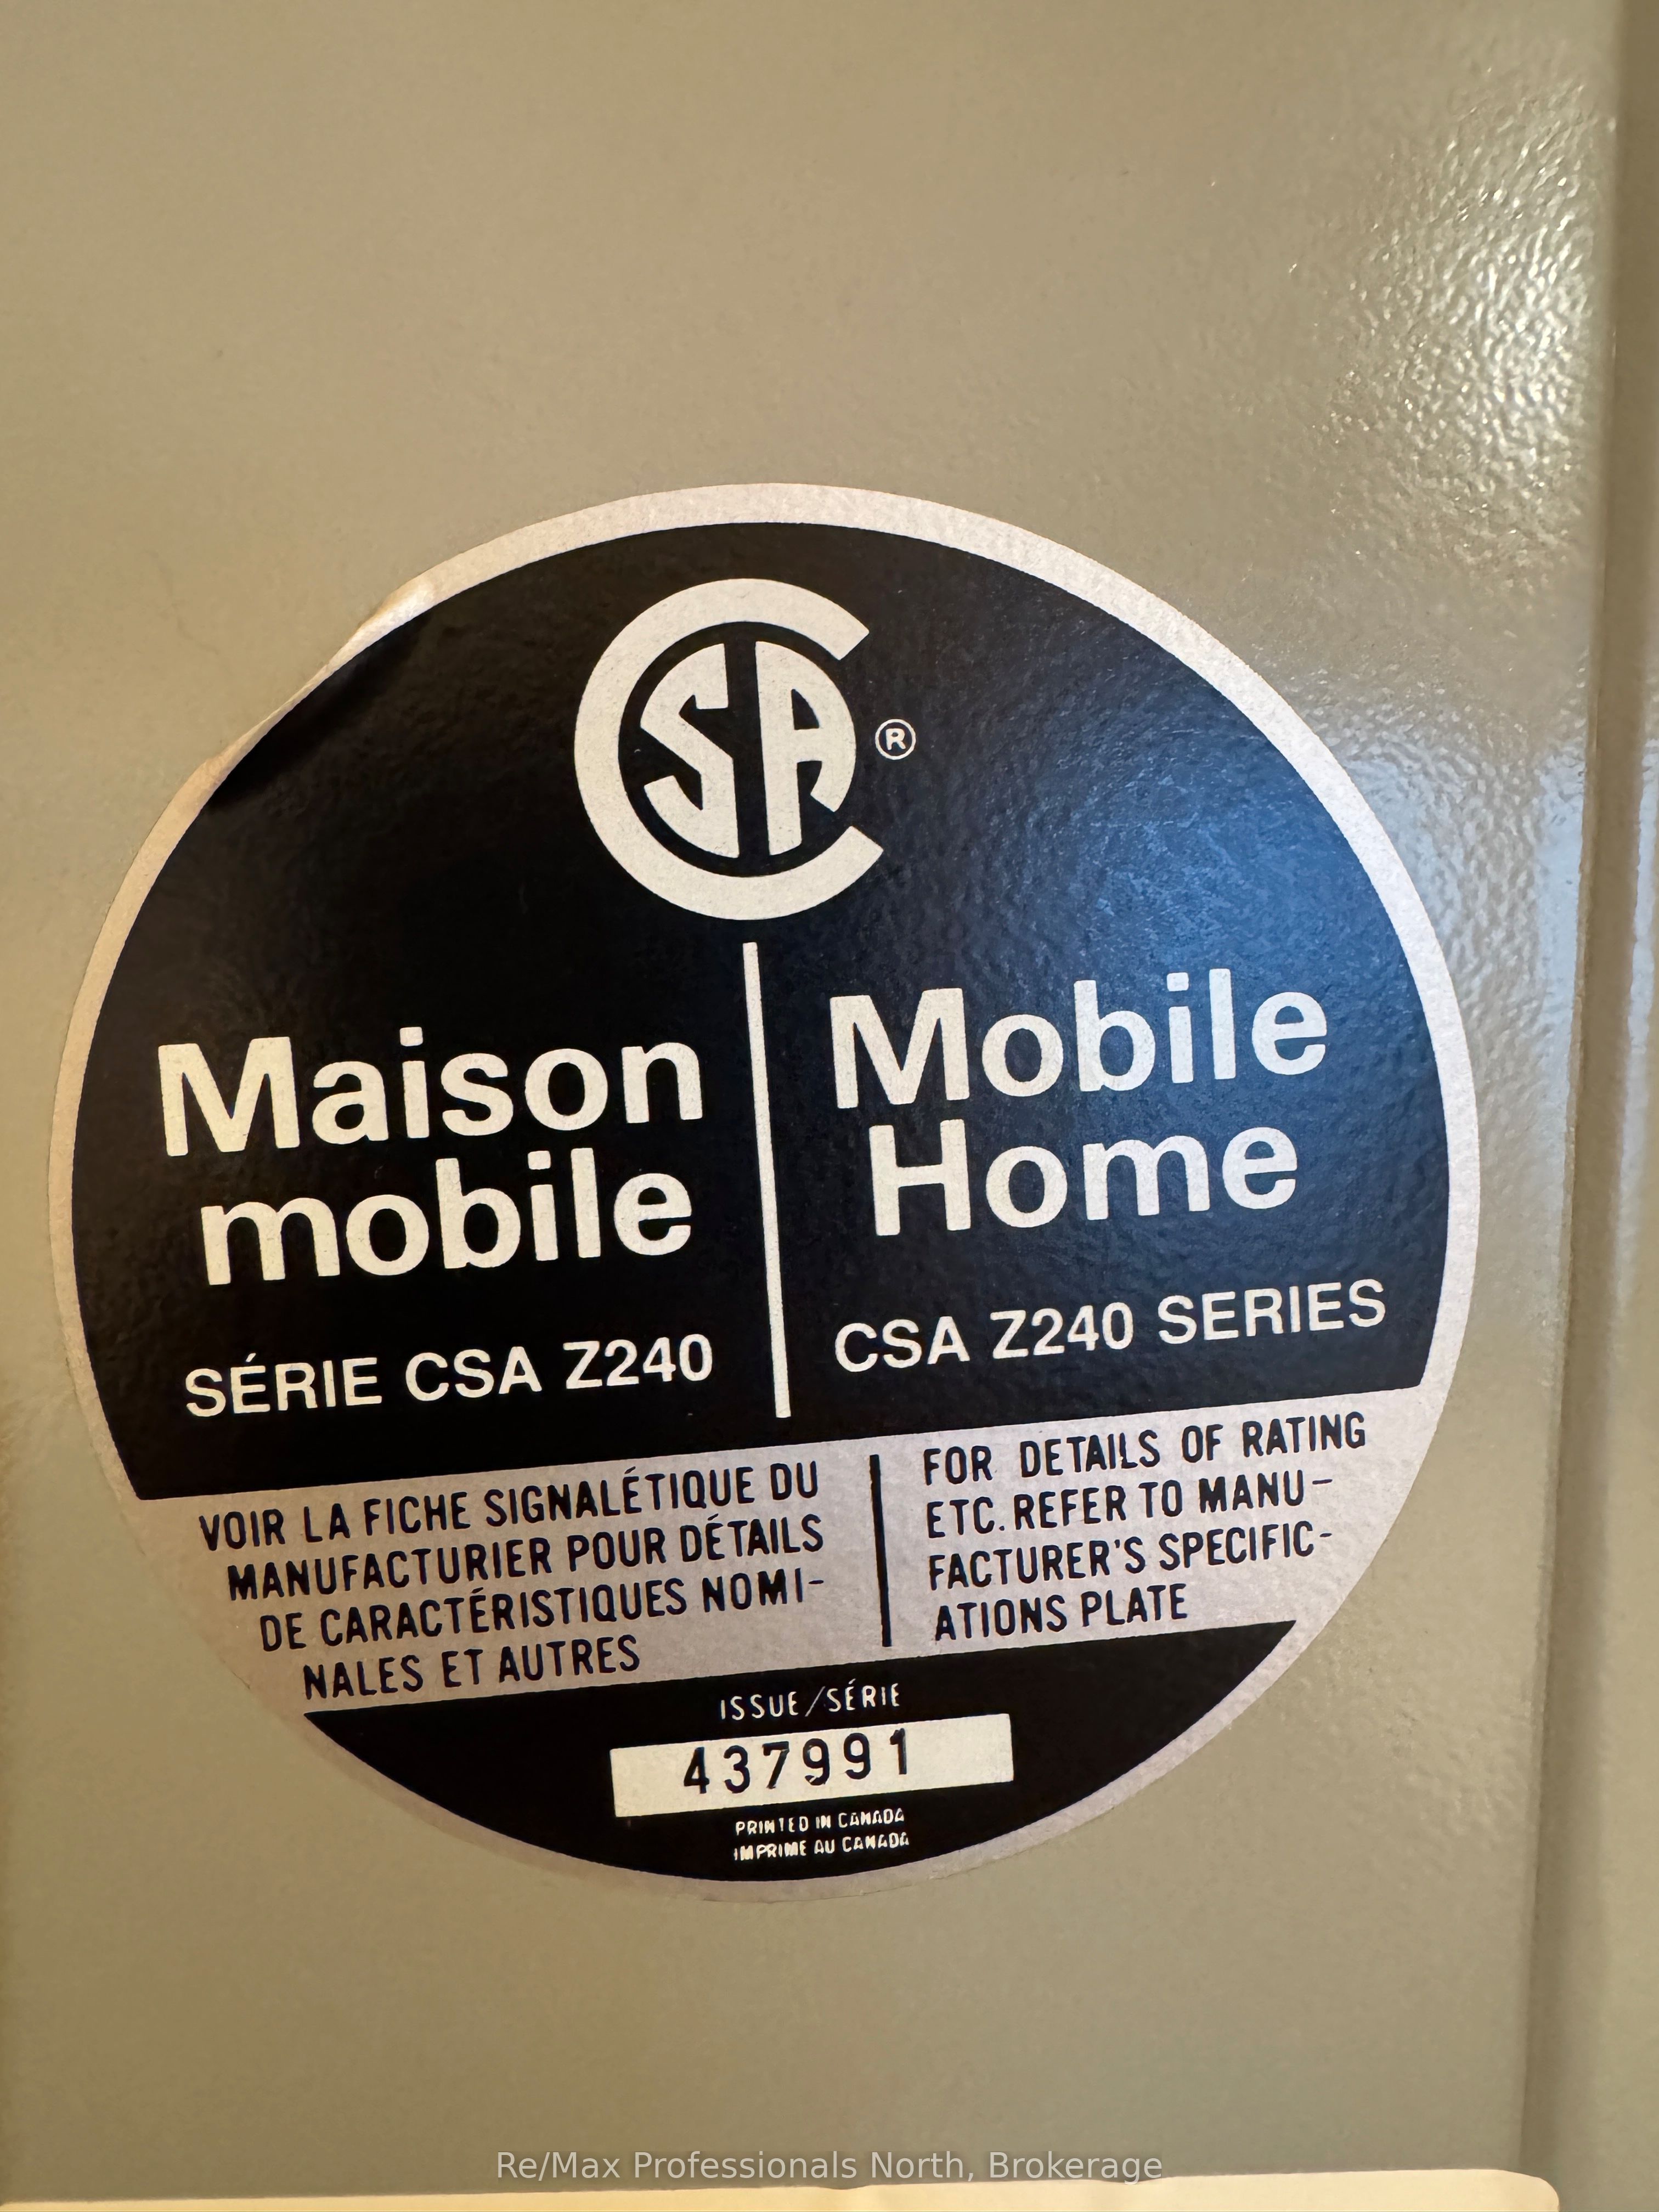 CSA ®
Maison
mobile
SÉRIE CSA Z240
Mobile
Home
CSA Z240 SERIES
VOIR LA FICHE SIGNALÉTIQUE DU
MANUFACTURIER POUR DÉTAILS
DE CARACTÉRISTIQUES NOMI-
NALES ET AUTRES
FOR DETAILS OF RATING
ETC. REFER TO MANU-
FACTURER'S SPECIFIC-
ATIONS PLATE
ISSUE/SÉRIE
437991
PRINTED IN CANADA
IMPRIME AU CANADA
Re/Max Professionals North, Brokerage